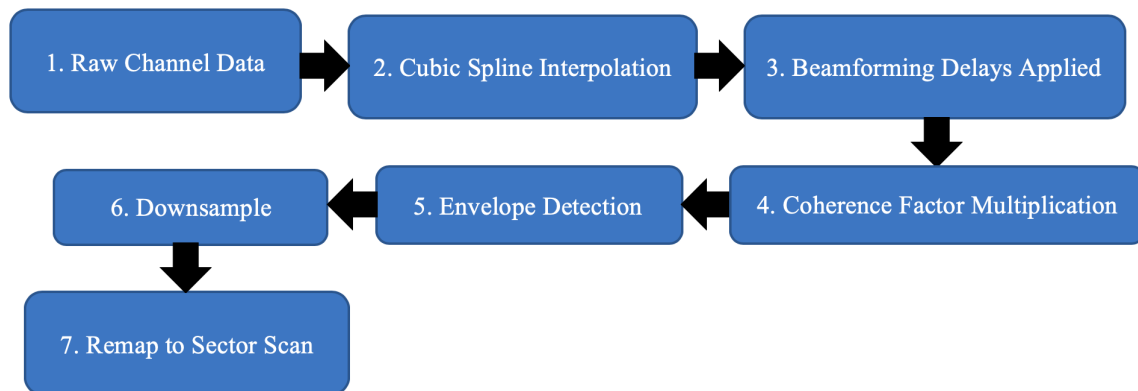 1. Raw Channel Data
2. Cubic Spline Interpolation
3. Beamforming Delays Applied
4. Coherence Factor Multiplication
5. Envelope Detection
6. Downsample
7. Remap to Sector Scan